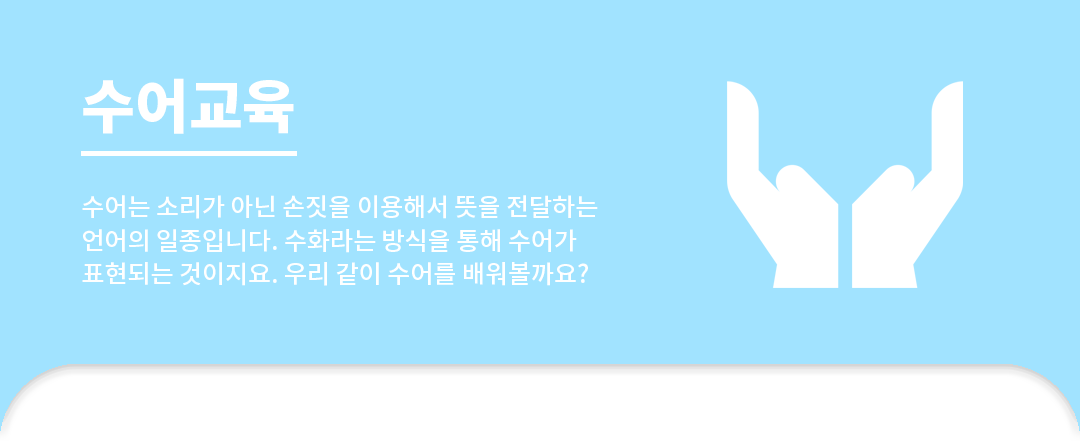 수어교육
수어는 소리가 아닌 손짓을 이용해서 뜻을 전달하는
언어의 일종입니다. 수화라는 방식을 통해 수어가
표현되는 것이지요. 우리 같이 수어를 배워볼까요?